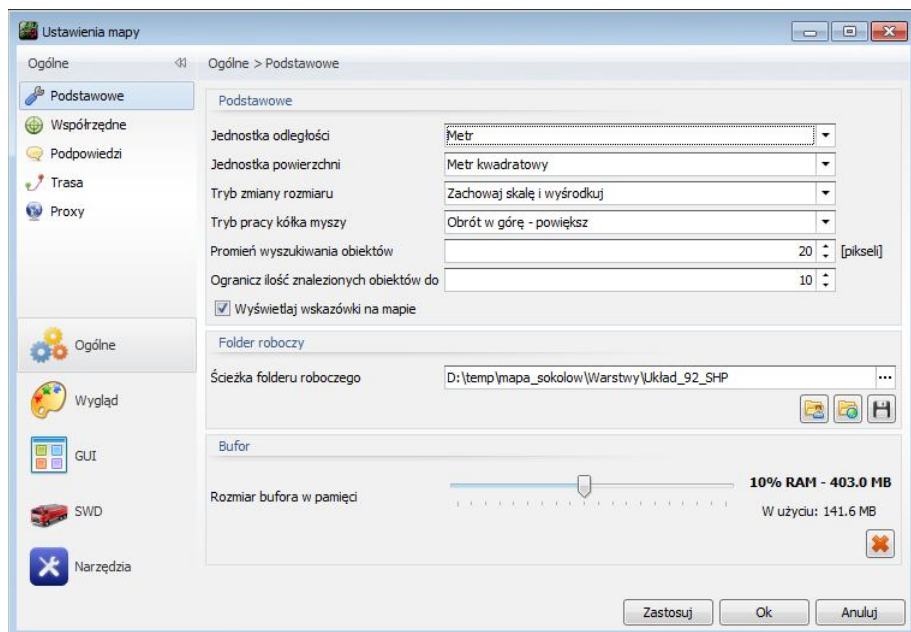 Ustawienia mapy
Ogólne
Ogólne > Podstawowe
Podstawowe
Współrzędne
Podpowiedzi
Trasa
Proxy
Ogólne
Wygląd
GUI
SWD
Narzędzia
Podstawowe
Jednostka odległości Metr
Jednostka powierzchni Metr kwadratowy
Tryb zmiany rozmiaru Zachowaj skalę i wyśrodkuj
Tryb pracy kółka myszy Obrót w górę - powiększ
Promień wyszukiwania obiektów 20 [pikseli]
Ogranicz ilość znalezionych obiektów do 10
Wyświetlaj wskazówki na mapie
Folder roboczy
Ścieżka folderu roboczego D:\temp\mapa_sokolow\Warstwy\Układ_92_SHP ...
Bufor
Rozmiar bufora w pamięci 10% RAM - 403.0 MB
W użyciu: 141.6 MB
Zastosuj Ok Anuluj